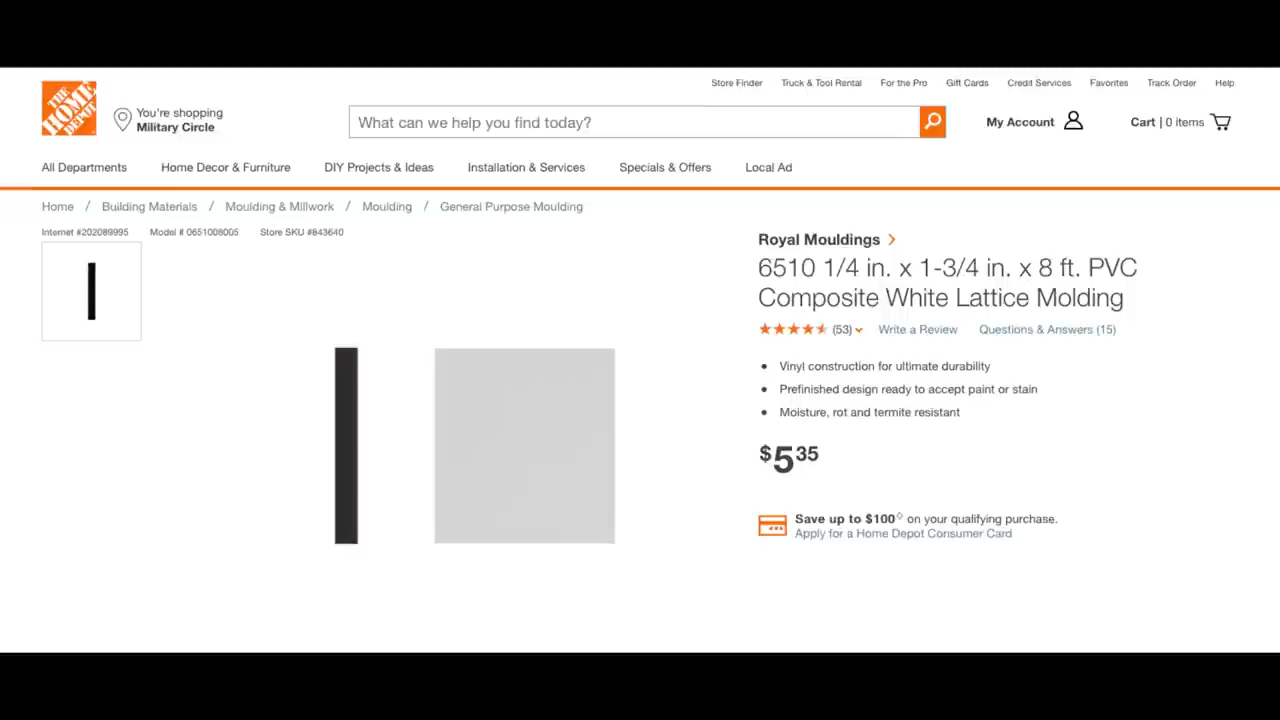 Store Finder Truck & Tool Rental For the Pro Gift Cards Credit Services Favorites Track Order Help
THE HOME DEPOT
You're shopping
Military Circle
What can we help you find today?
My Account
Cart | 0 items
All Departments Home Decor & Furniture DIY Projects & Ideas Installation & Services Specials & Offers Local Ad
Home / Building Materials / Moulding & Millwork / Moulding / General Purpose Moulding
Internet #202089995 Model # 0651008005 Store SKU #843640
Royal Mouldings
6510 1/4 in. x 1-3/4 in. x 8 ft. PVC
Composite White Lattice Molding
(53) Write a Review Questions & Answers (15)
Vinyl construction for ultimate durability
Prefinished design ready to accept paint or stain
Moisture, rot and termite resistant
$5 35
Save up to $100◊ on your qualifying purchase.
Apply for a Home Depot Consumer Card